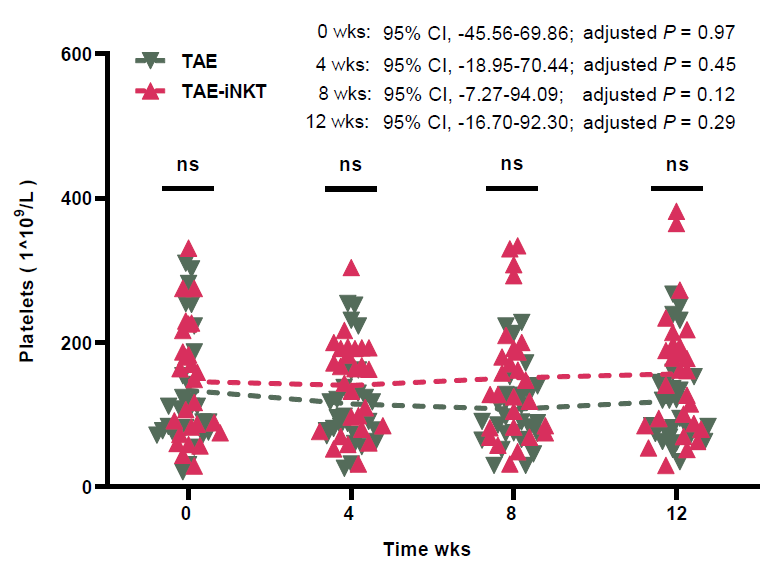 0 wks: 95% CI, -45.56-69.86; adjusted P = 0.97
4 wks: 95% CI, -18.95-70.44; adjusted P = 0.45
8 wks: 95% CI, -7.27-94.09; adjusted P = 0.12
12 wks: 95% CI, -16.70-92.30; adjusted P = 0.29
TAE
TAE-iNKT
ns ns ns ns
Platelets ( 1^10^9/L )
600
400
200
0
0 4 8 12
Time wks